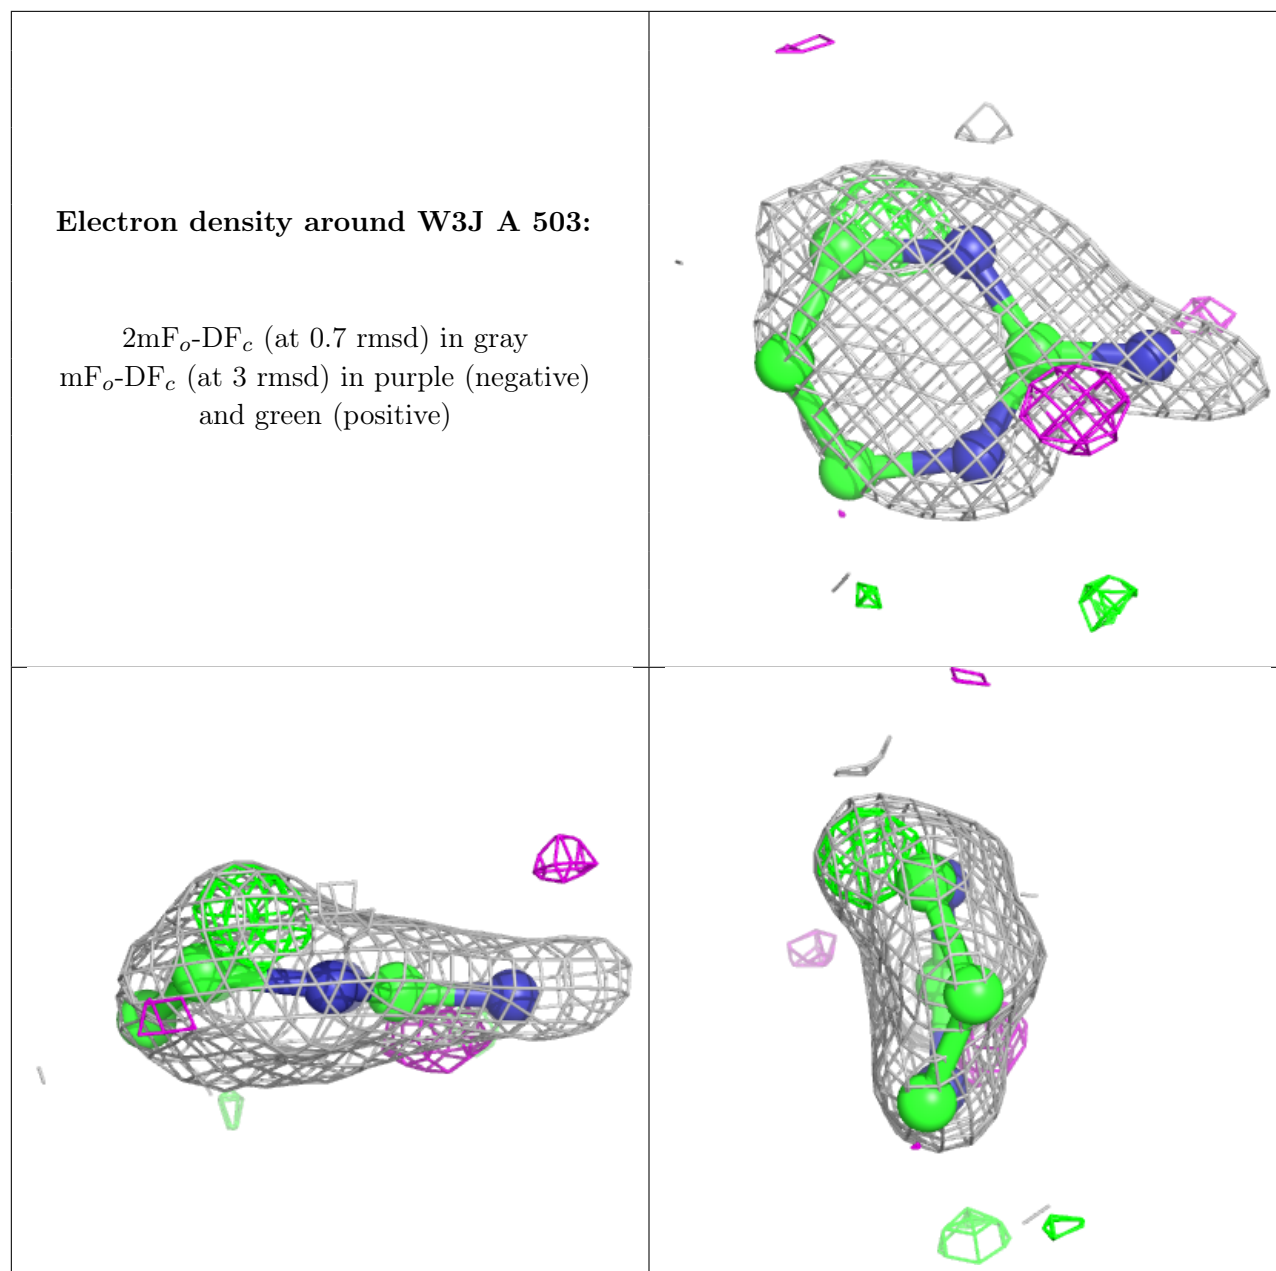 Electron density around W3J A 503:
2mFo-DFc (at 0.7 rmsd) in gray
mFo-DFc (at 3 rmsd) in purple (negative)
and green (positive)